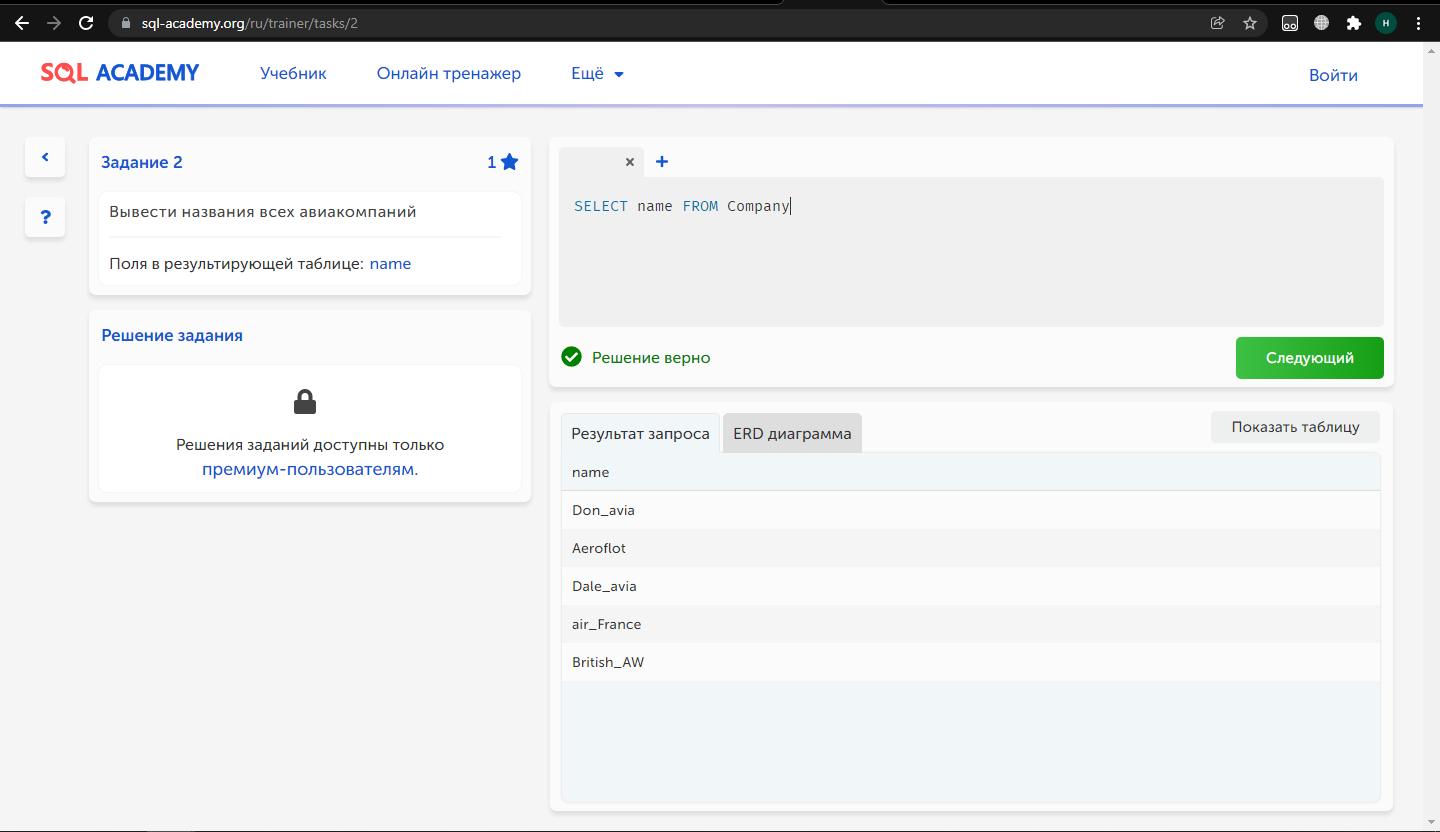 sql-academy.org/ru/trainer/tasks/2
H
SQL ACADEMY
Учебник
Онлайн тренажер
Ещё
Войти
Задание 2
1
Вывести названия всех авиакомпаний
Поля в результирующей таблице: name
?
Решение задания
Решения заданий доступны только
премиум-пользователям.
SELECT name FROM Company
Решение верно
Следующий
Результат запроса
ERD диаграмма
Показать таблицу
name
Don_avia
Aeroflot
Dale_avia
air_France
British_AW